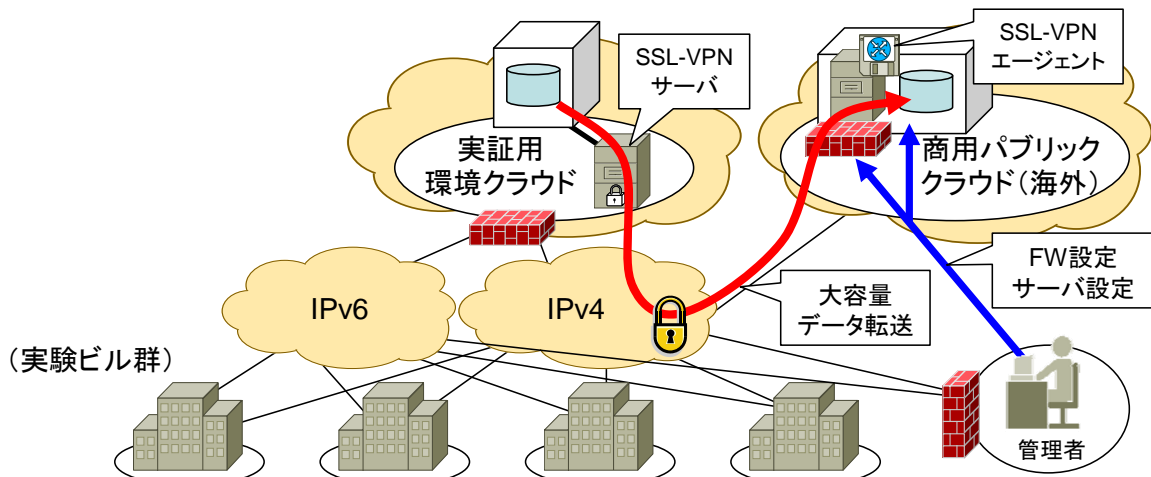 SSL-VPN
サーバ
SSL-VPN
エージェント
実証用
環境クラウド
商用パブリック
クラウド（海外）
IPv6
IPv4
大容量
データ転送
FW設定
サーバ設定
（実験ビル群）
管理者